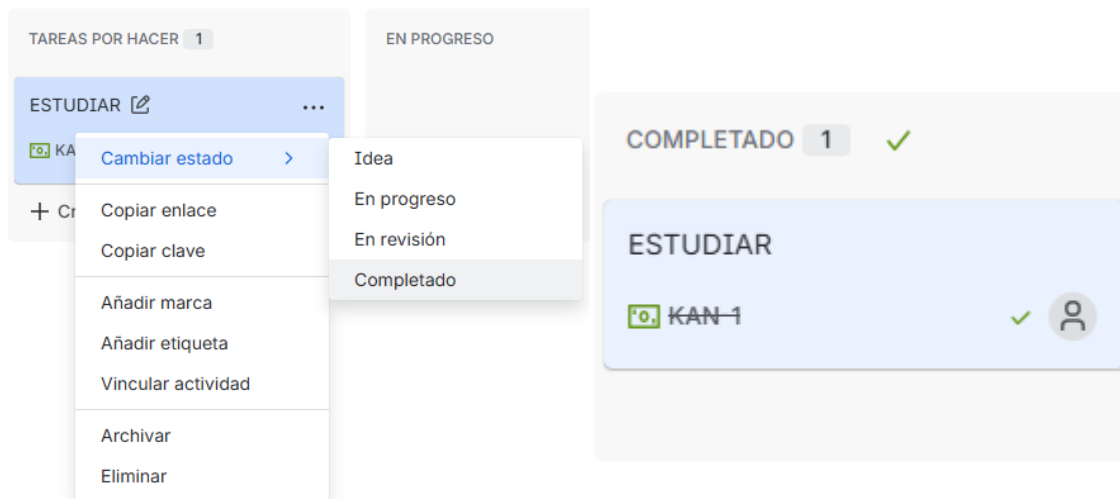 TAREAS POR HACER 1
ESTUDIAR
KA
Cr
Cambiar estado
Copiar enlace
Copiar clave
Añadir marca
Añadir etiqueta
Vincular actividad
Archivar
Eliminar
EN PROGRESO
Idea
En progreso
En revisión
Completado
COMPLETADO 1
ESTUDIAR
KAN-1